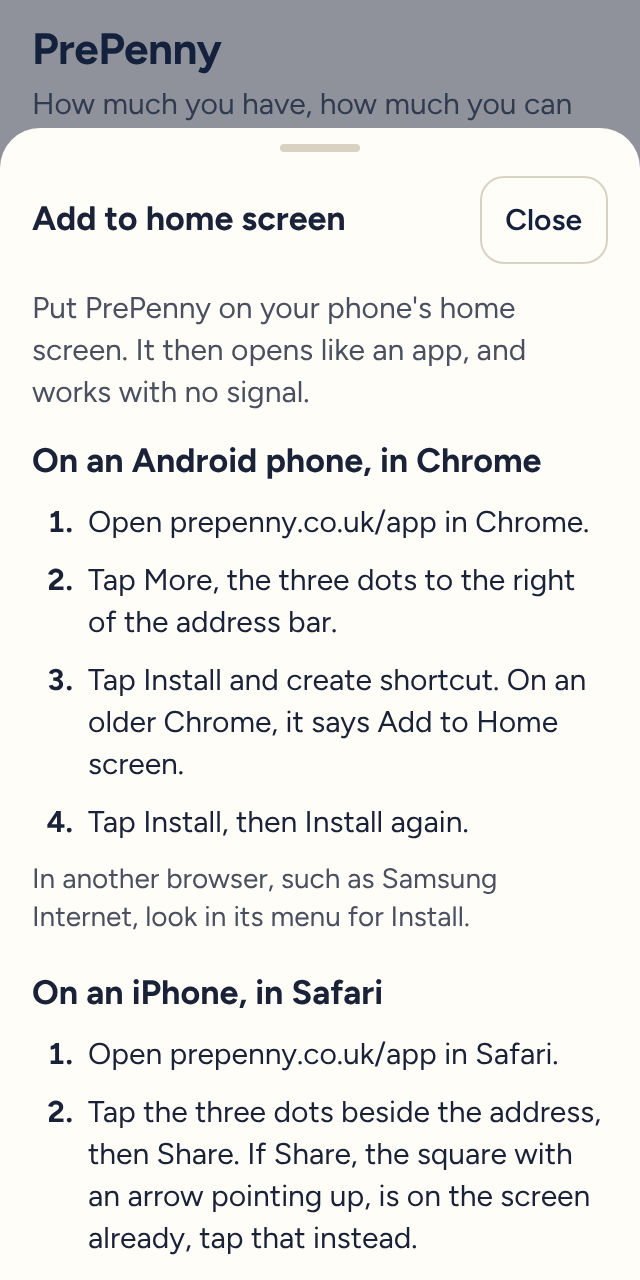 PrePenny
How much you have, how much you can
Add to home screen
Close
Put PrePenny on your phone's home
screen. It then opens like an app, and
works with no signal.
On an Android phone, in Chrome
1. Open prepenny.co.uk/app in Chrome.
2. Tap More, the three dots to the right
of the address bar.
3. Tap Install and create shortcut. On an
older Chrome, it says Add to Home
screen.
4. Tap Install, then Install again.
In another browser, such as Samsung
Internet, look in its menu for Install.
On an iPhone, in Safari
1. Open prepenny.co.uk/app in Safari.
2. Tap the three dots beside the address,
then Share. If Share, the square with
an arrow pointing up, is on the screen
already, tap that instead.